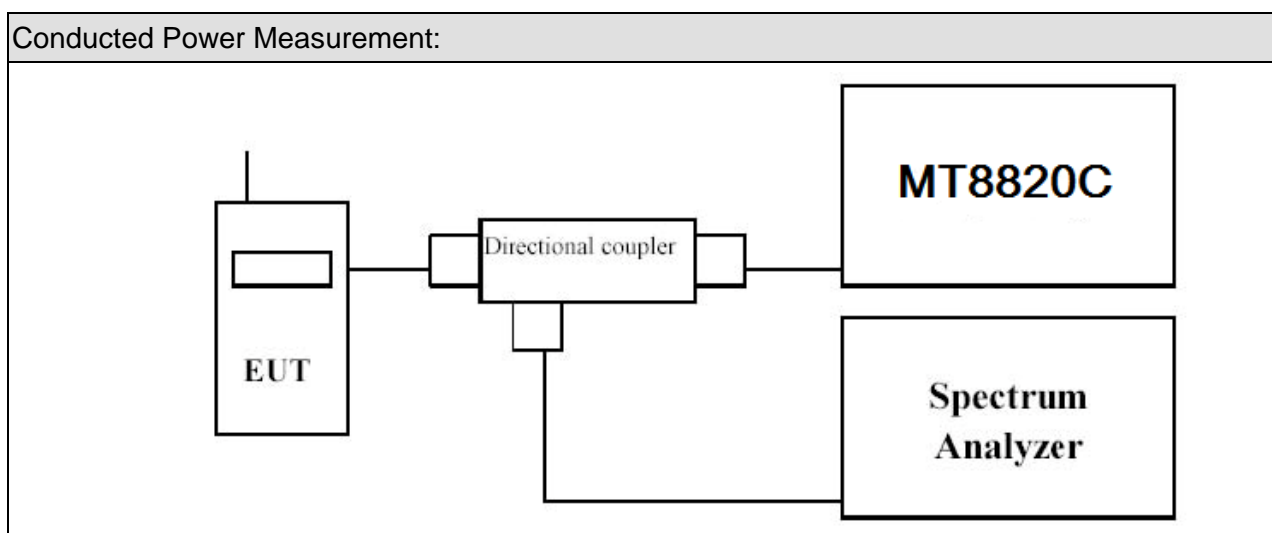 Conducted Power Measurement:
MT8820C
Directional coupler
EUT
Spectrum
Analyzer